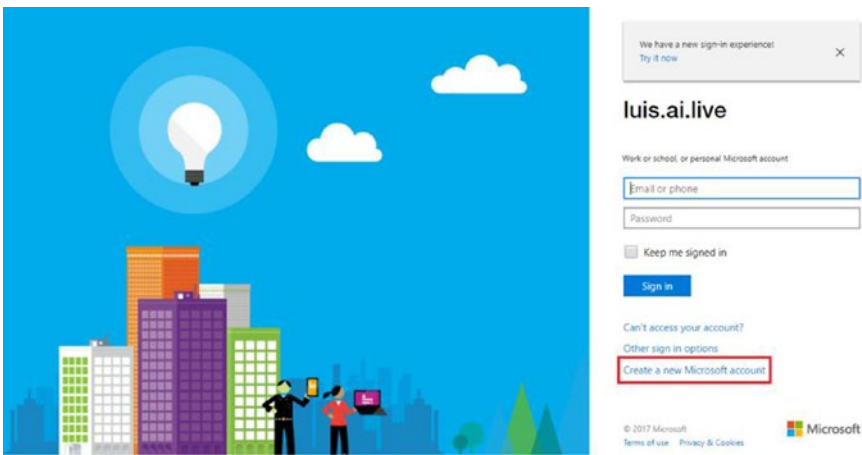 We have a new sign-in experience!
Try it now
luis.ai.live
Work or school, or personal Microsoft account
Email or phone
Password
Keep me signed in
Sign in
Can't access your account?
Other sign in options
Create a new Microsoft account
© 2017 Microsoft
Terms of use Privacy & Cookies
Microsoft